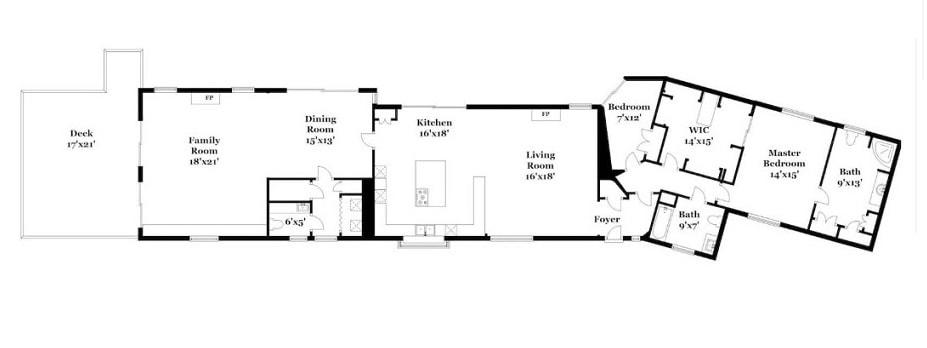 Deck
17'x21'
FP
Family
Room
18'x21'
Dining
Room
15'x13'
6'x5'
Kitchen
16'x18'
FP
Living
Room
16'x18'
Foyer
Bedroom
7'x12'
WIC
14'x15'
Bath
9'x7'
Master
Bedroom
14'x15'
Bath
9'x13'